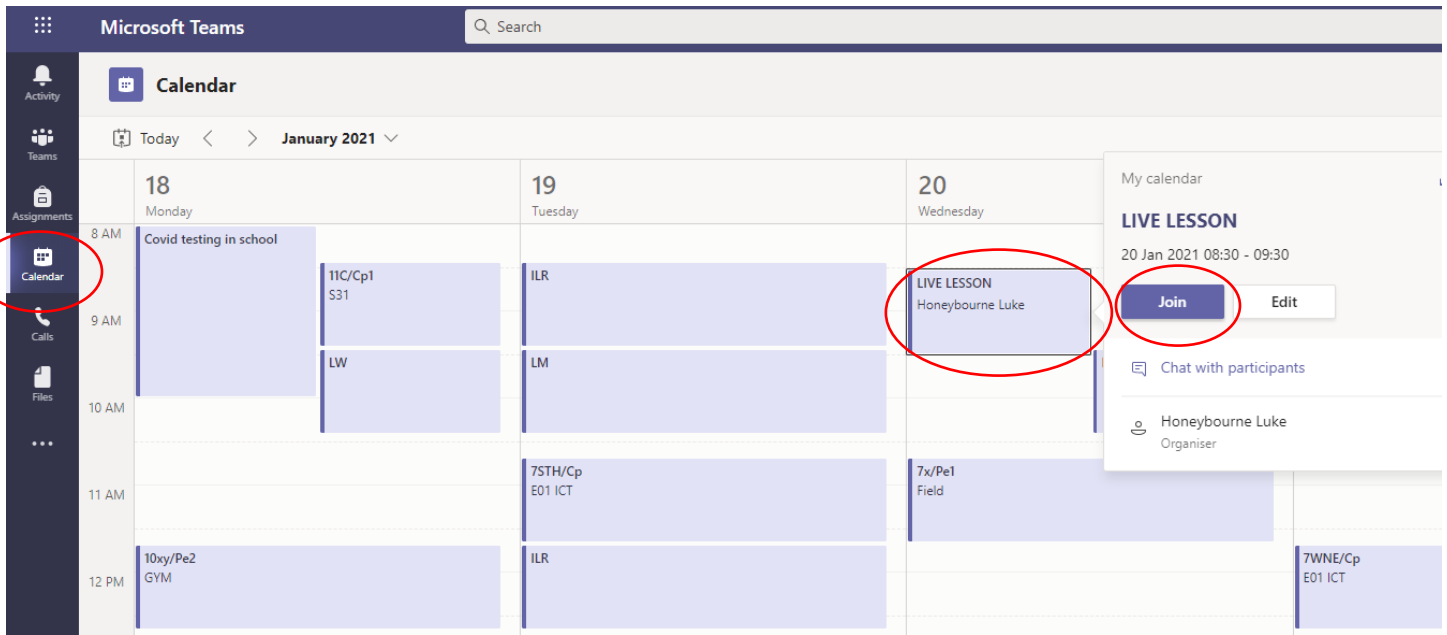 Microsoft Teams
Search
Activity
Teams
Assignments
Calendar
Calls
Files
Calendar
Today
January 2021
18
Monday
19
Tuesday
20
Wednesday
8 AM
9 AM
10 AM
11 AM
12 PM
Covid testing in school
11C/Cp1
S31
LW
10xy/Pe2
GYM
ILR
LM
7STH/Cp
E01 ICT
ILR
LIVE LESSON
Honeybourne Luke
7x/Pe1
Field
7WNE/Cp
E01 ICT
My calendar
LIVE LESSON
20 Jan 2021 08:30 - 09:30
Join
Edit
Chat with participants
Honeybourne Luke
Organiser